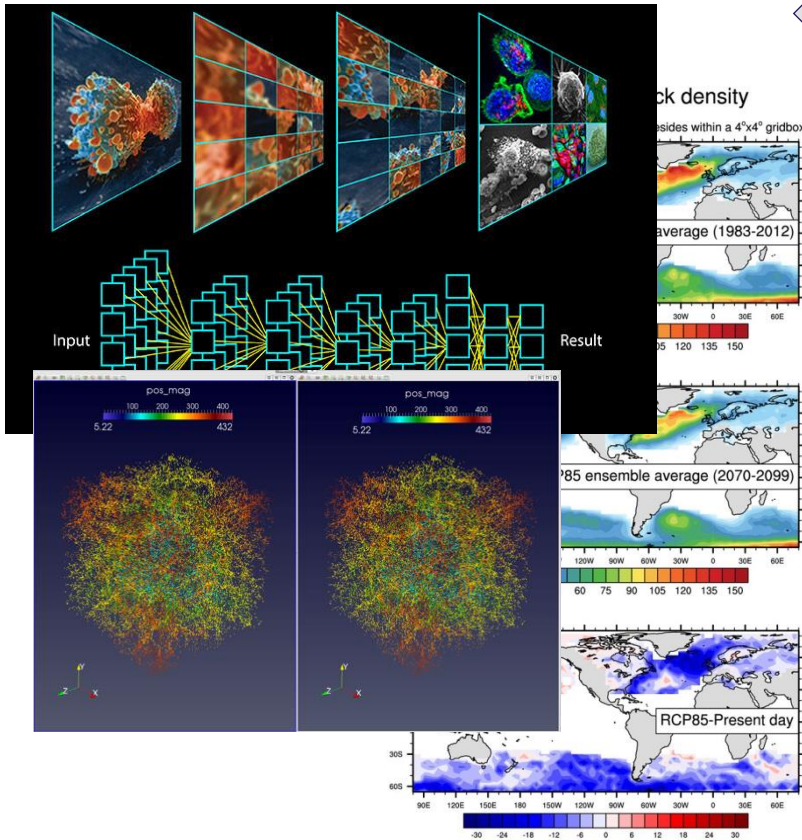 ck density
esides within a 4°x4° gridbox
average (1983-2012)
30W 0 30E 60E
105 120 135 150
Input
Result
pos_mag
100 200 300 400
5.22 432
Y
Z X
pos_mag
100 200 300 400
5.22 432
Y
Z X
P85 ensemble average (2070-2099)
120W 90W 60W 30W 0 30E 60E
60 75 90 105 120 135 150
RCP85-Present day
30S
60S
90E 120E 150E 180 150W 120W 90W 60W 30W 0 30E 60E
-30 -24 -18 -12 -6 0 6 12 18 24 30